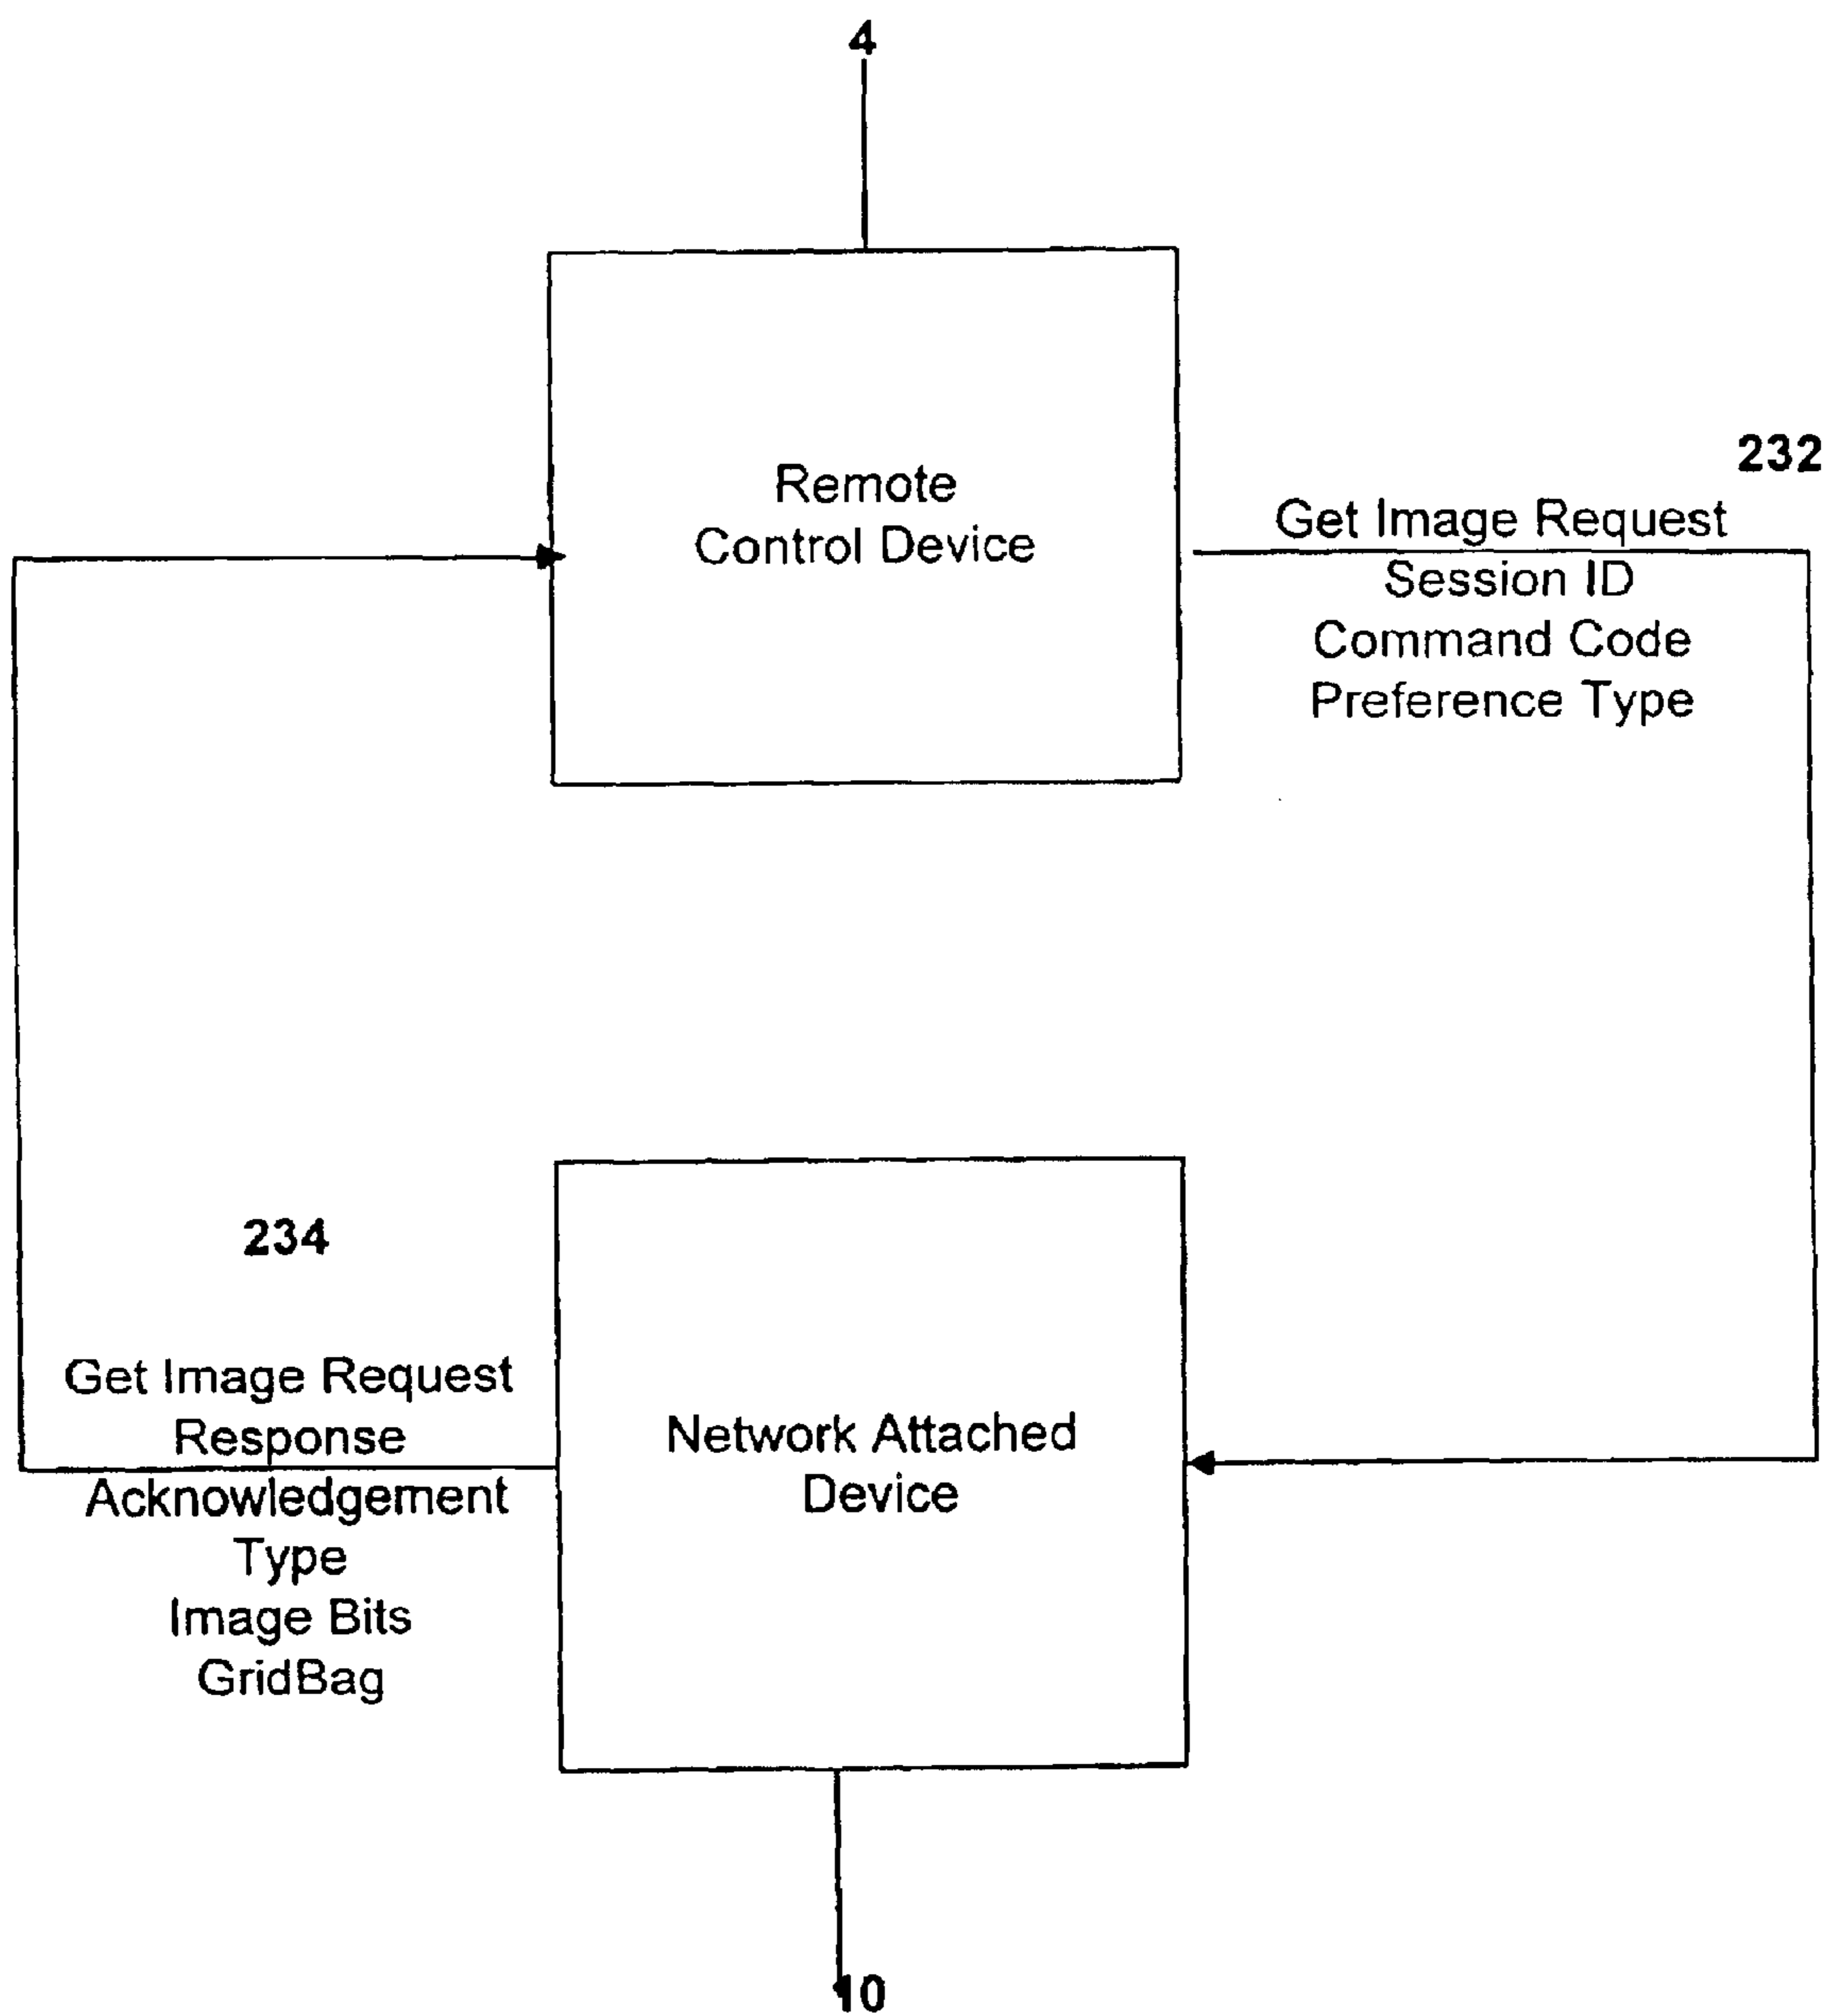 4
Remote
Control Device
232
Get Image Request
Session ID
Command Code
Preference Type
234
Get Image Request
Response
Acknowledgement
Type
Image Bits
GridBag
Network Attached
Device
10